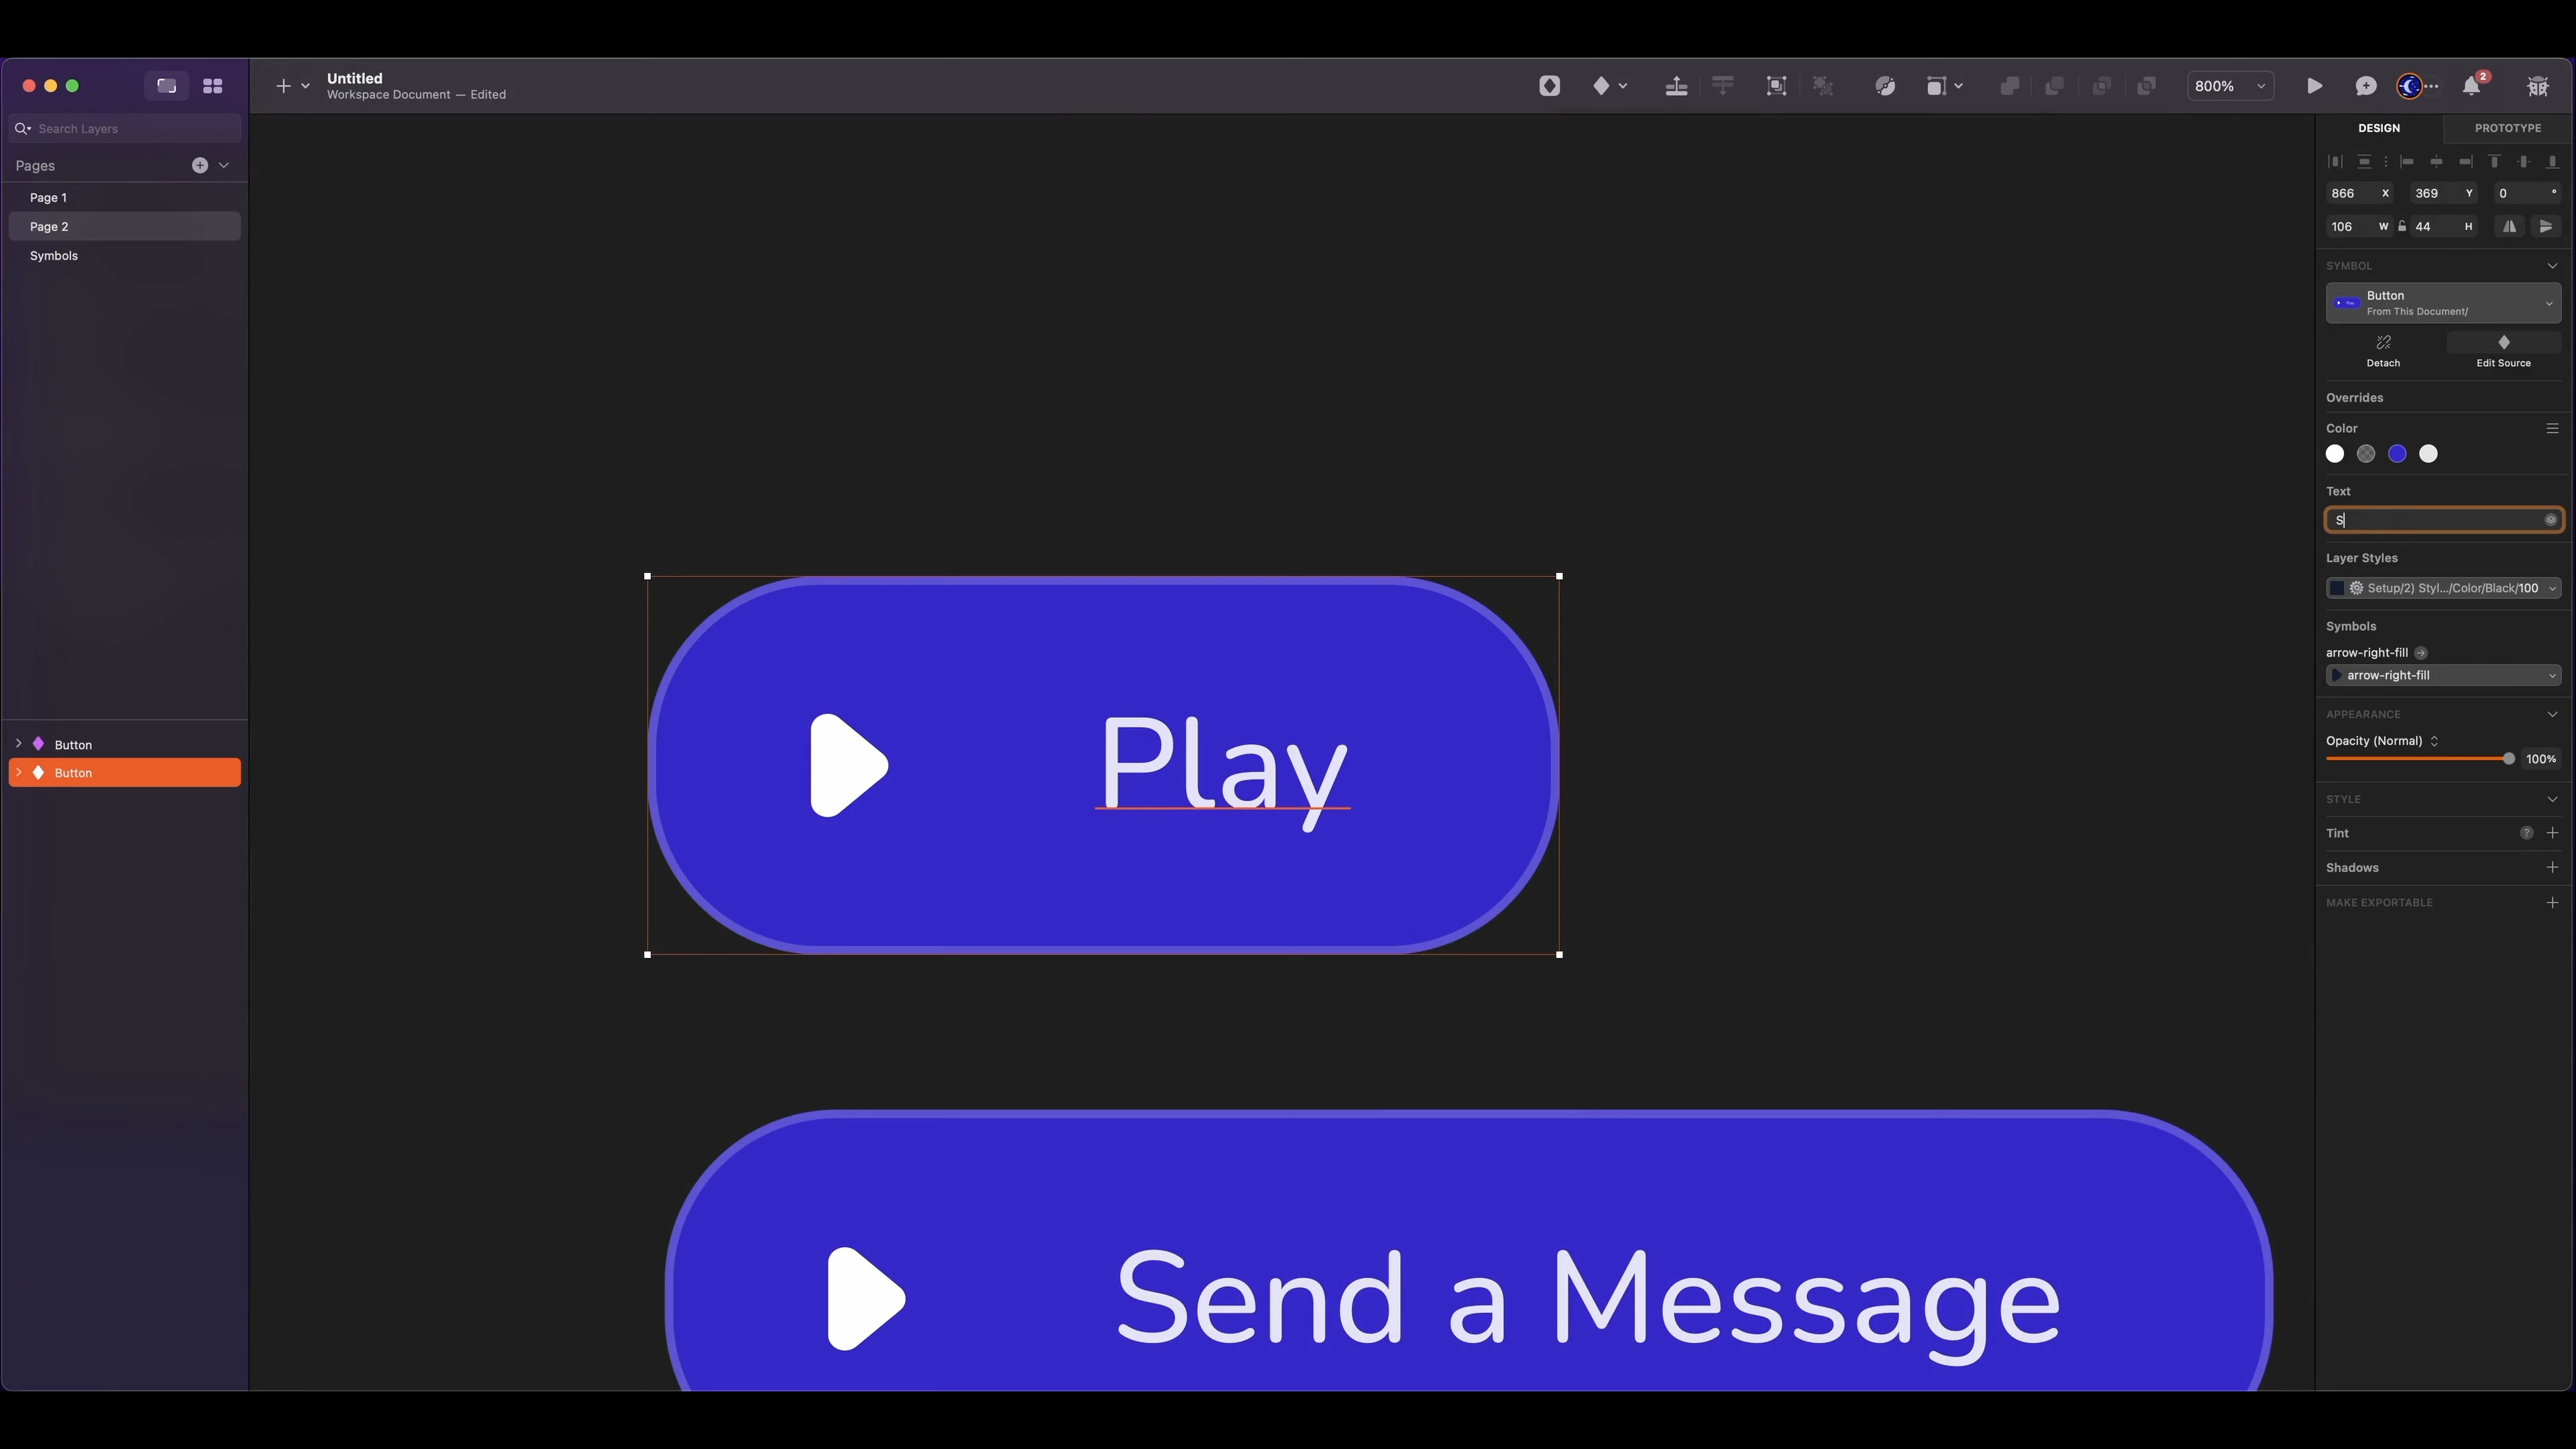 Untitled
Workspace Document — Edited
800%
2
Search Layers
Pages
Page 1
Page 2
Symbols
Button
Button
Play
Send a Message
DESIGN
PROTOTYPE
866 X 369 Y 0 °
106 W 44 H
SYMBOL
Button
From This Document/
Detach
Edit Source
Overrides
Color
Text
S
Layer Styles
Setup/2) Styl.../Color/Black/100
Symbols
arrow-right-fill
arrow-right-fill
APPEARANCE
Opacity (Normal)
100%
STYLE
Tint
?
Shadows
MAKE EXPORTABLE